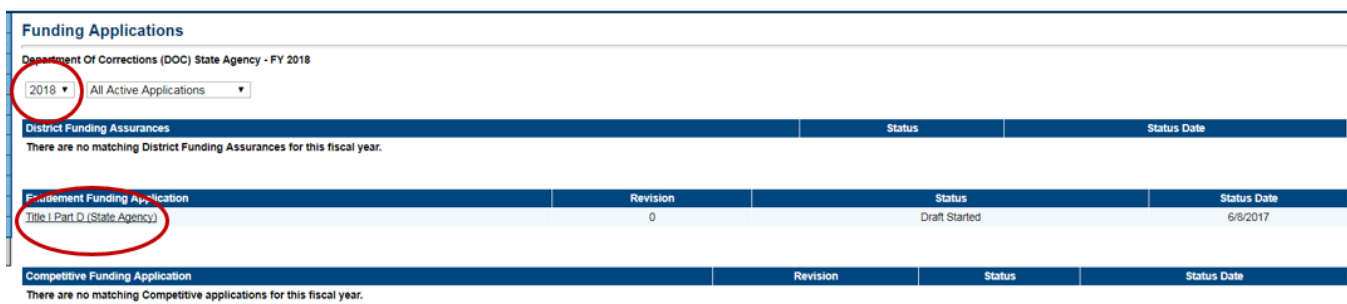 Funding Applications
Department Of Corrections (DOC) State Agency - FY 2018
2018 All Active Applications
District Funding Assurances Status Status Date
There are no matching District Funding Assurances for this fiscal year.
Entitlement Funding Application Revision Status Status Date
Title I Part D (State Agency) 0 Draft Started 6/8/2017
Competitive Funding Application Revision Status Status Date
There are no matching Competitive applications for this fiscal year.